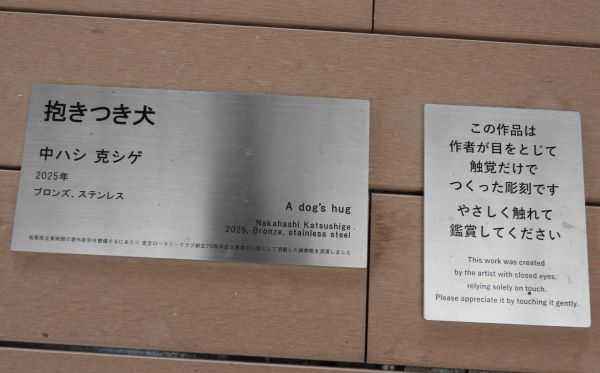 抱きつき犬
中ハシ 克シゲ
2025年
ブロンズ、ステンレス
A dog's hug
Nakahashi Katsushige
2025, Bronze, stainless steel
この作品は
作者が目をとじて
触覚だけで
つくった彫刻です
やさしく触れて
鑑賞してください
This work was created
by the artist with closed eyes,
relying solely on touch.
Please appreciate it by touching it gently.